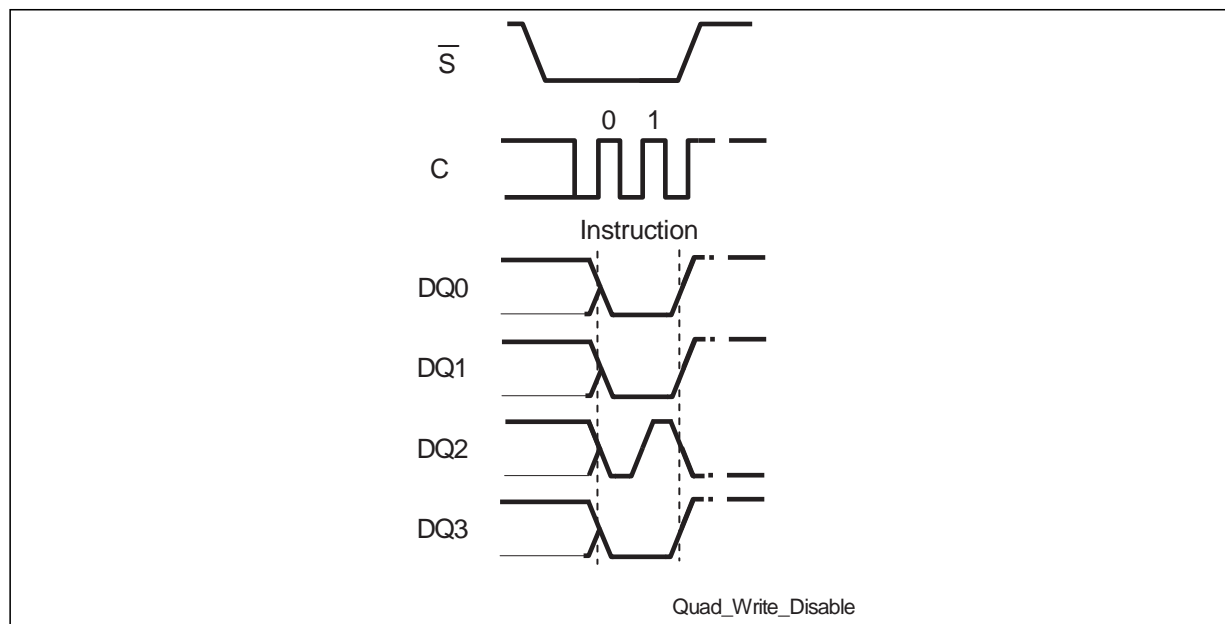 S̅
0 1
C
Instruction
DQ0
DQ1
DQ2
DQ3
Quad_Write_Disable